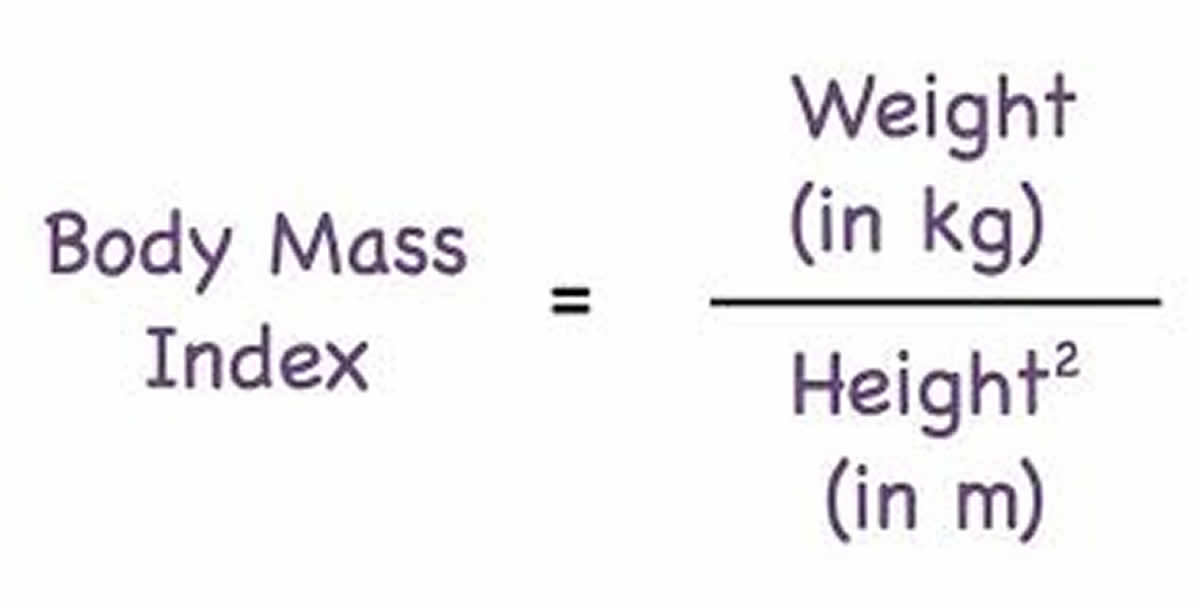 Body Mass
Index
=
Weight
(in kg)
Height²
(in m)